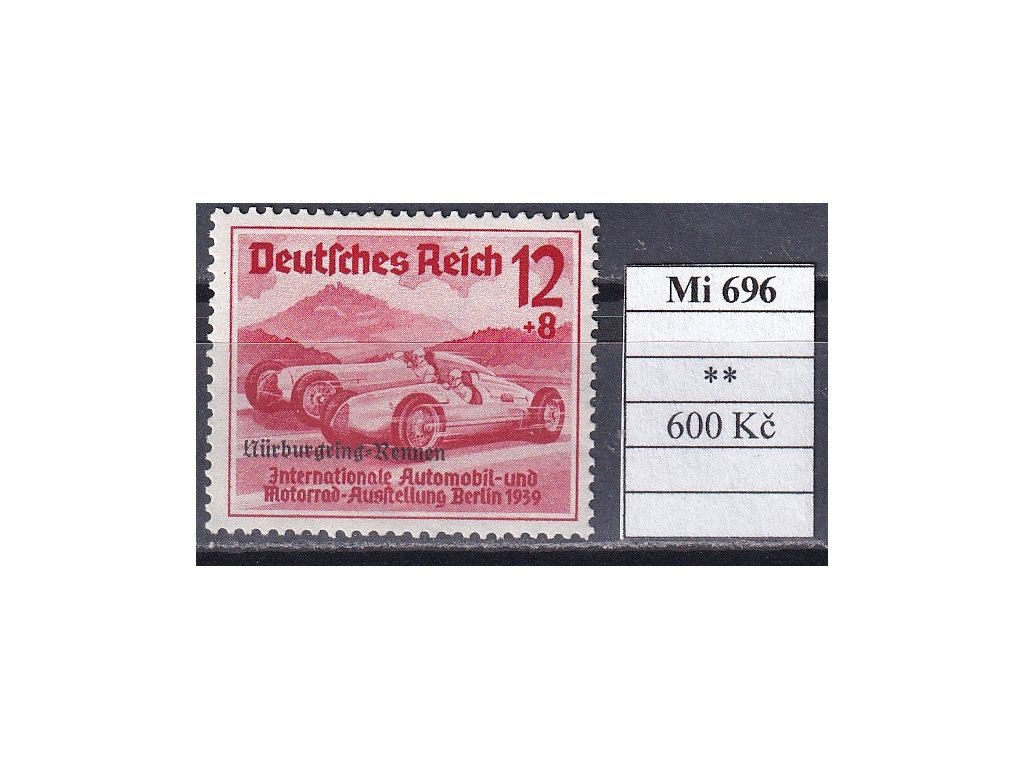 Deutsches Reich 12
+8
Nürburgring-Rennen
Internationale Automobil-und
Motorrad-Ausstellung Berlin 1939
Mi 696
**
600 Kč